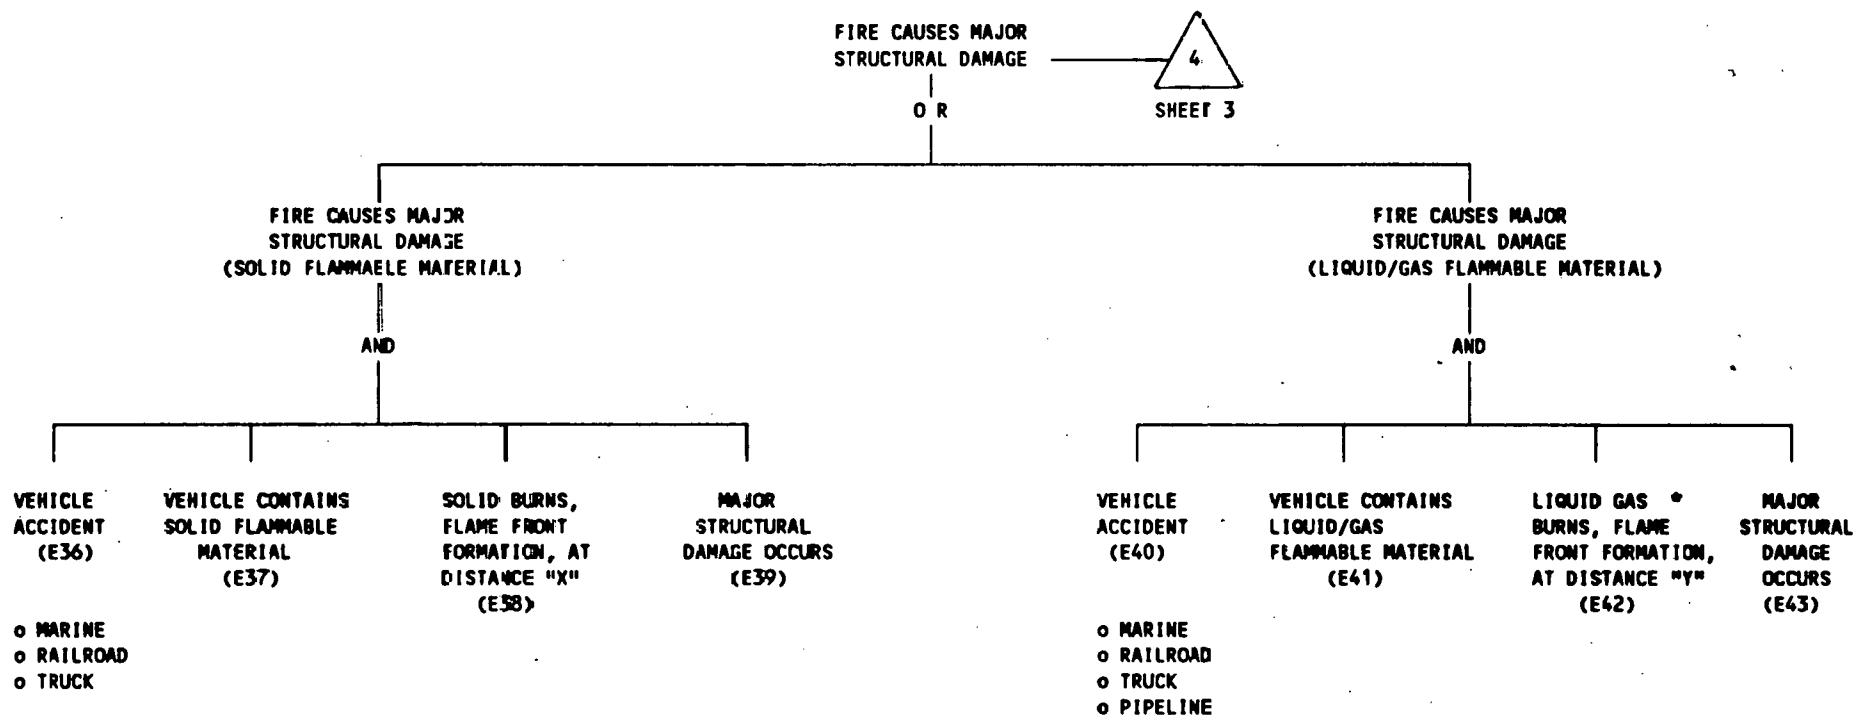 FIRE CAUSES MAJOR
STRUCTURAL DAMAGE
4
SHEET 3
O R
FIRE CAUSES MAJOR
STRUCTURAL DAMAGE
(SOLID FLAMMABLE MATERIAL)
AND
VEHICLE
ACCIDENT
(E36)
o MARINE
o RAILROAD
o TRUCK
VEHICLE CONTAINS
SOLID FLAMMABLE
MATERIAL
(E37)
SOLID BURNS,
FLAME FRONT
FORMATION, AT
DISTANCE "X"
(E38)
MAJOR
STRUCTURAL
DAMAGE OCCURS
(E39)
FIRE CAUSES MAJOR
STRUCTURAL DAMAGE
(LIQUID/GAS FLAMMABLE MATERIAL)
AND
VEHICLE
ACCIDENT
(E40)
o MARINE
o RAILROAD
o TRUCK
o PIPELINE
VEHICLE CONTAINS
LIQUID/GAS
FLAMMABLE MATERIAL
(E41)
LIQUID GAS *
BURNS, FLAME
FRONT FORMATION,
AT DISTANCE "Y"
(E42)
MAJOR
STRUCTURAL
DAMAGE
OCCURS
(E43)